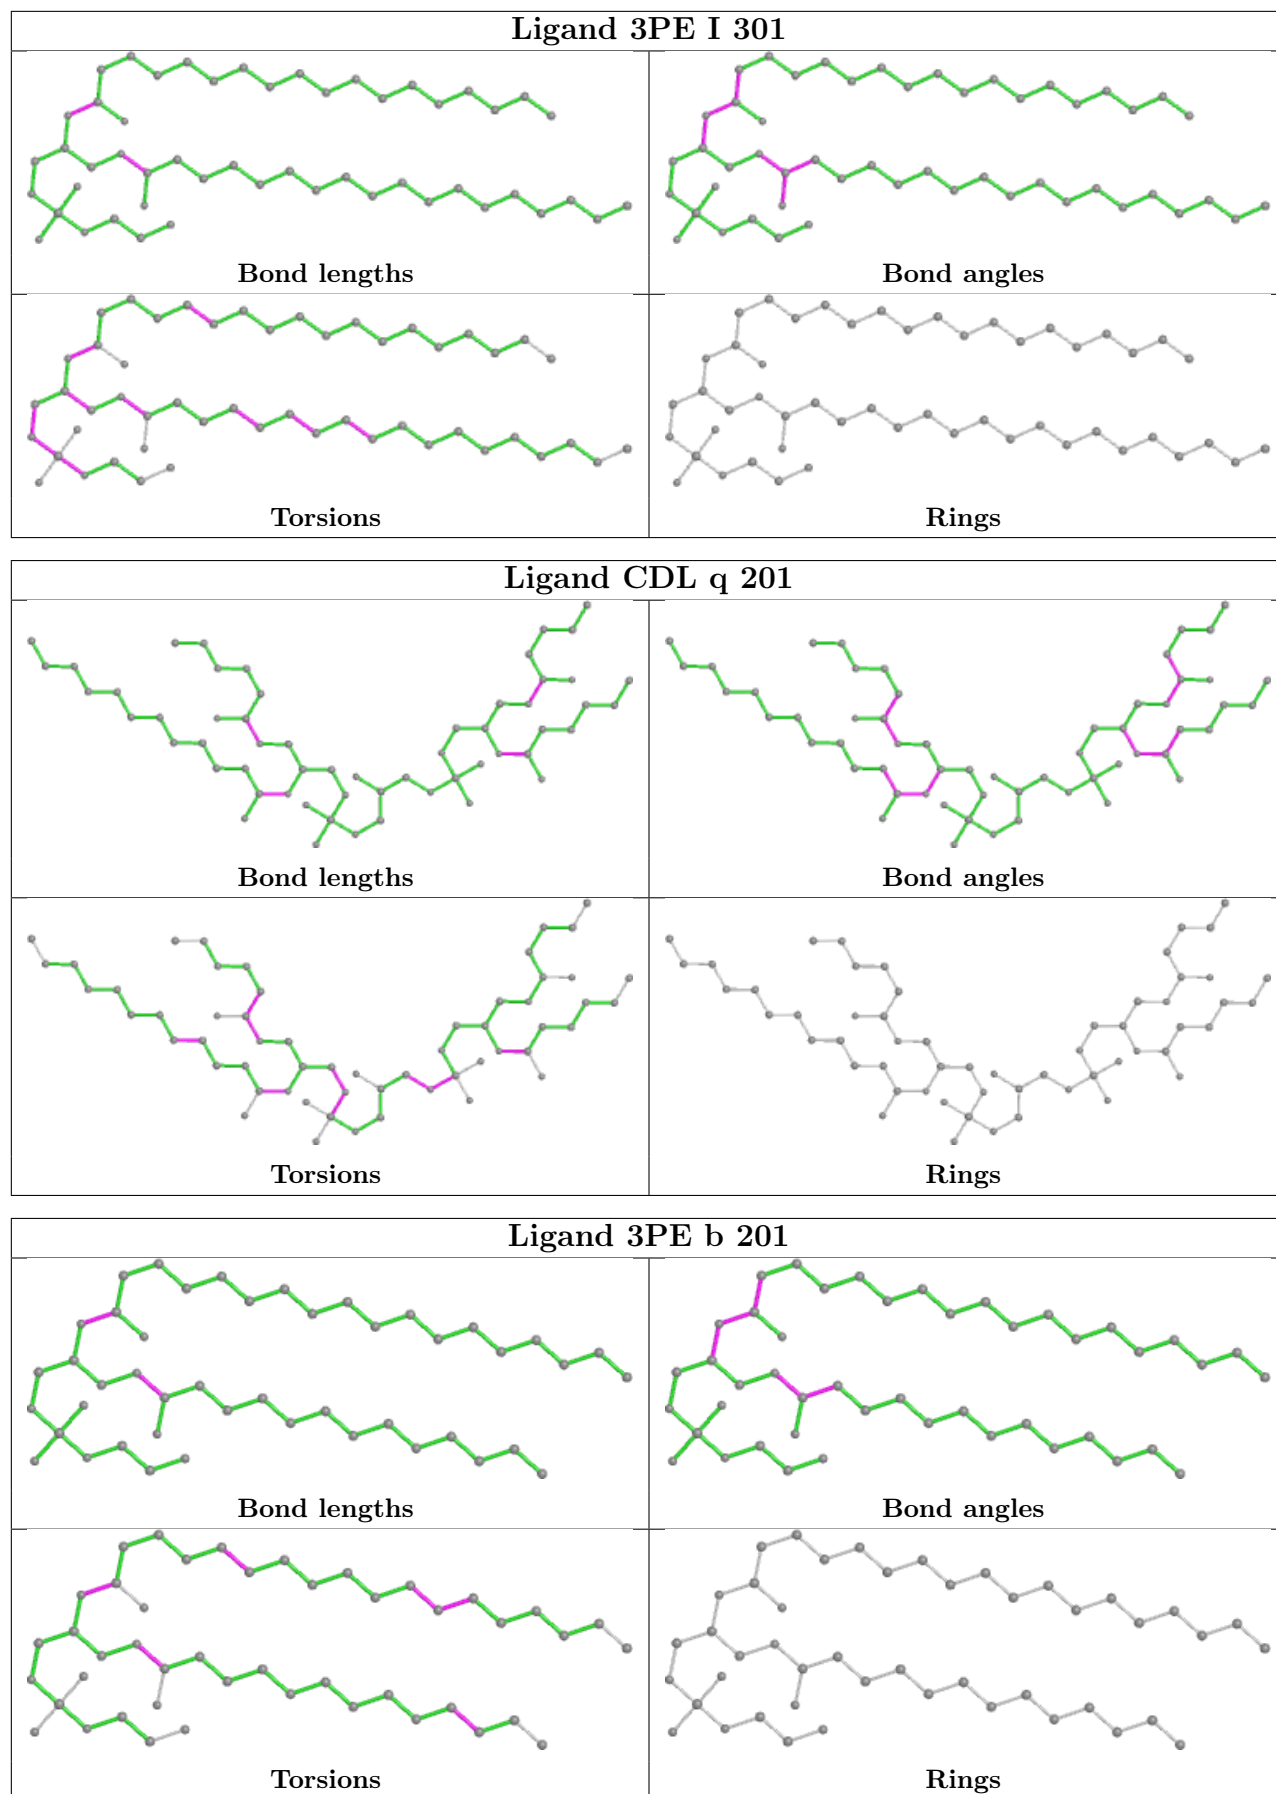 Ligand 3PE I 301
Bond lengths
Bond angles
Torsions
Rings
Ligand CDL q 201
Bond lengths
Bond angles
Torsions
Rings
Ligand 3PE b 201
Bond lengths
Bond angles
Torsions
Rings